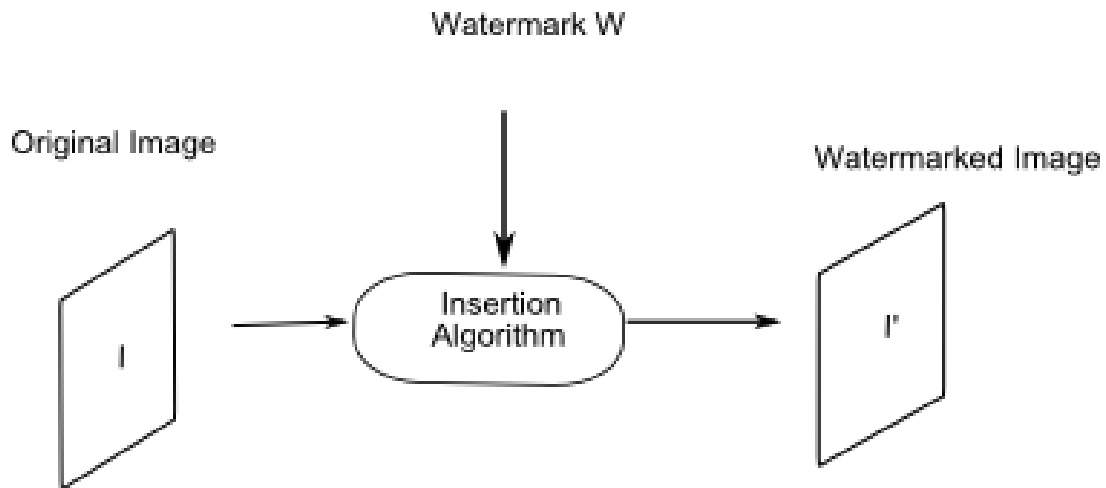 Watermark W
Original Image
Watermarked Image
Insertion
Algorithm
I
I'